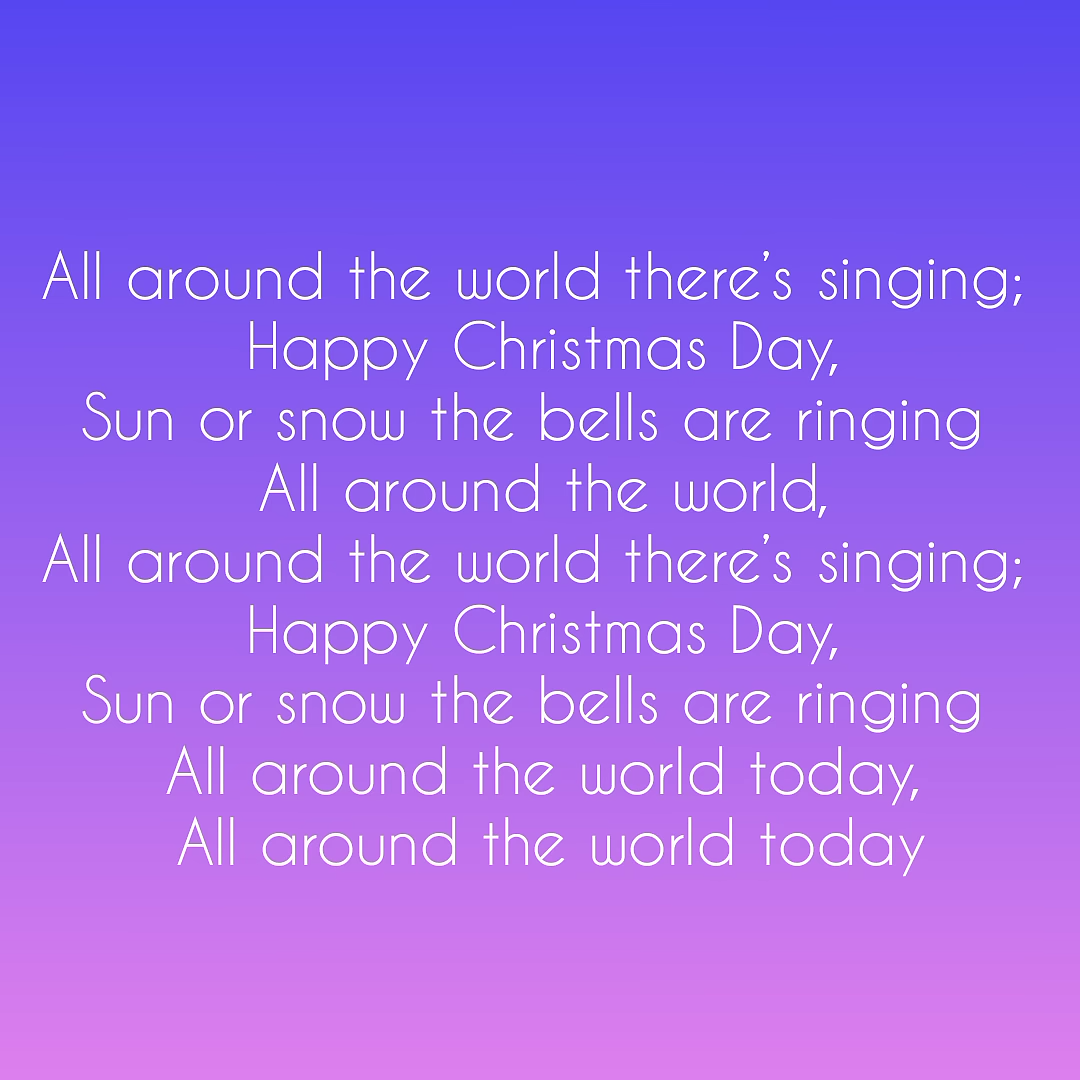 All around the world there’s singing;
Happy Christmas Day,
Sun or snow the bells are ringing
All around the world,
All around the world there’s singing;
Happy Christmas Day,
Sun or snow the bells are ringing
All around the world today,
All around the world today